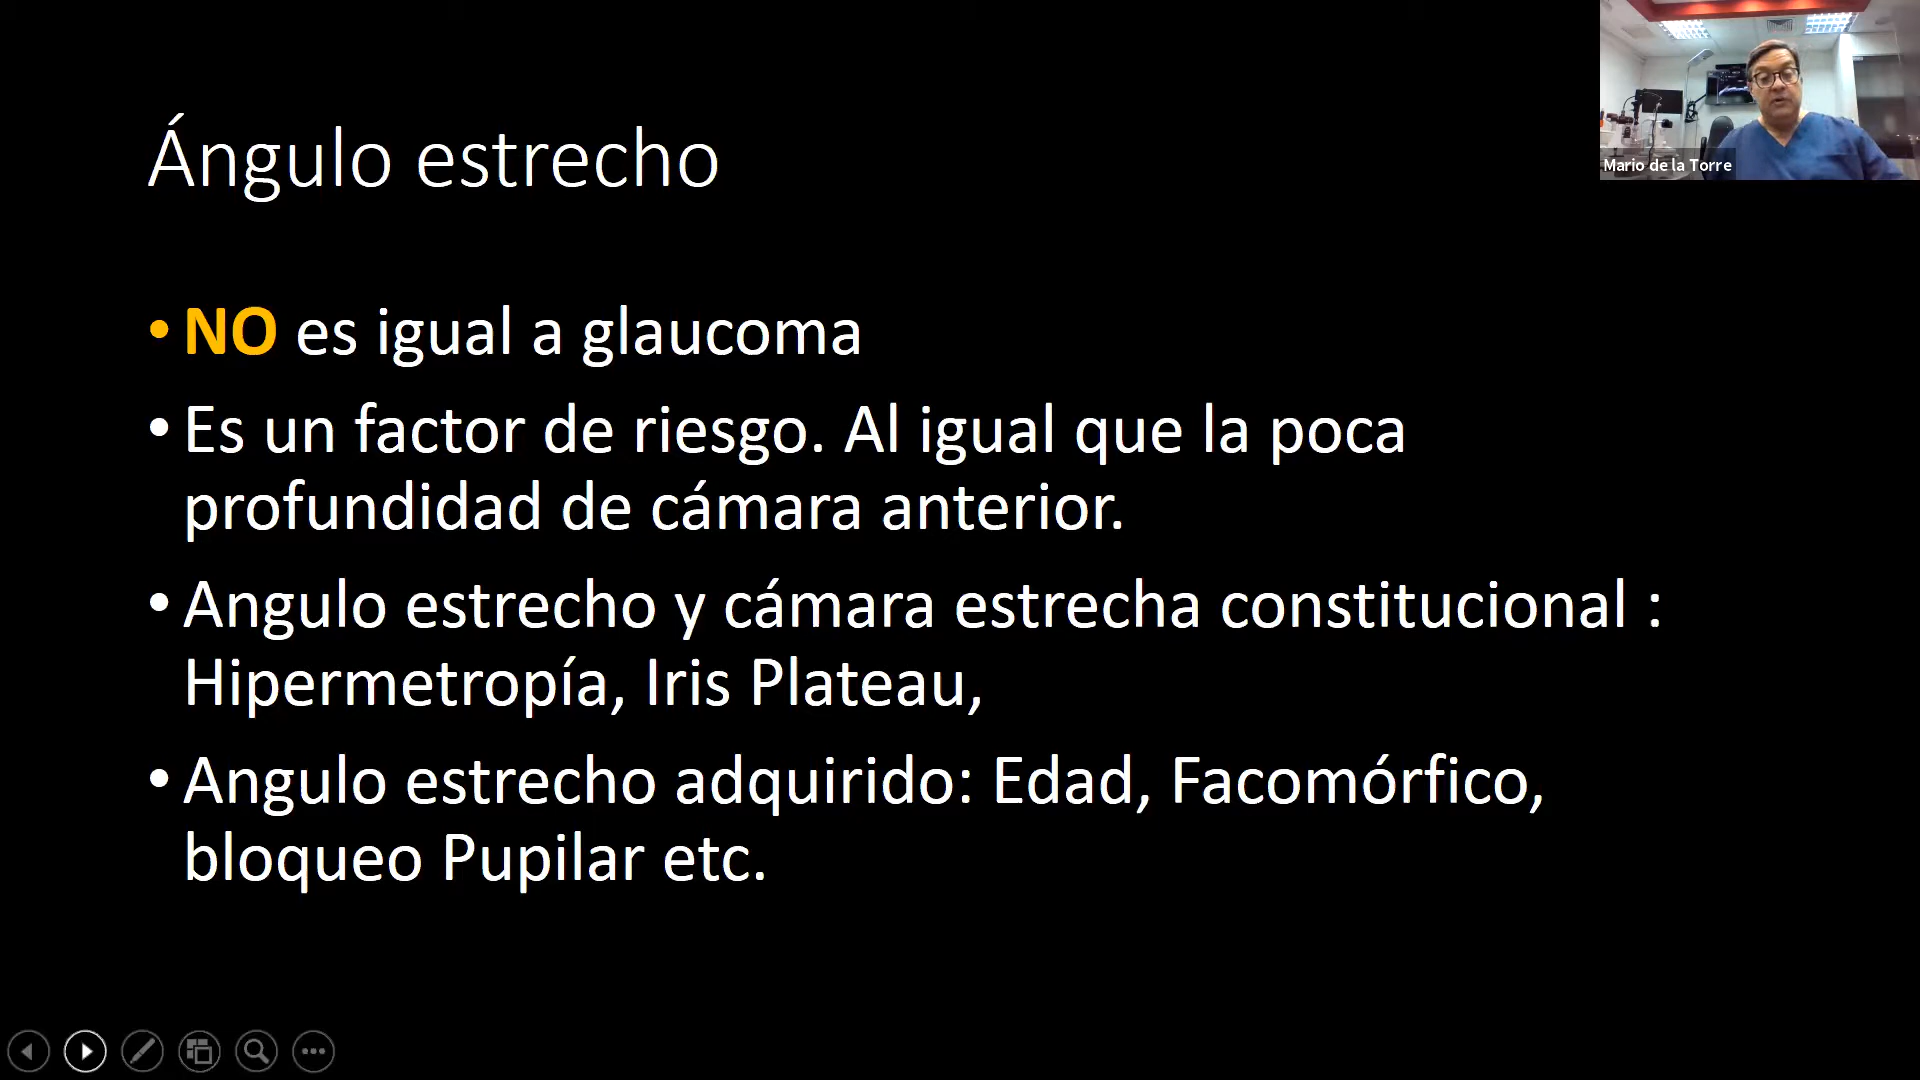 Mario de la Torre
Ángulo estrecho
•NO es igual a glaucoma
•Es un factor de riesgo. Al igual que la poca
profundidad de cámara anterior.
•Angulo estrecho y cámara estrecha constitucional :
Hipermetropía, Iris Plateau,
•Angulo estrecho adquirido: Edad, Facomórfico,
bloqueo Pupilar etc.